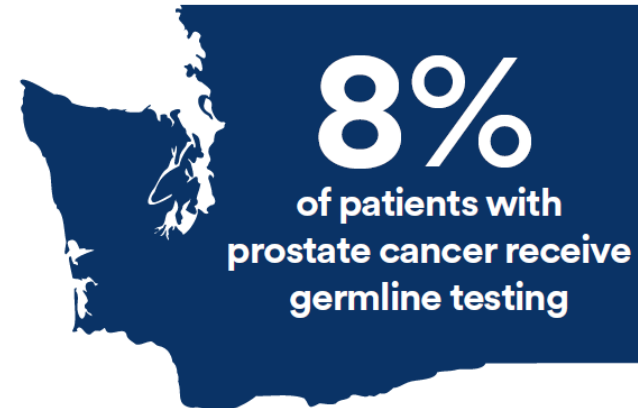 8%
of patients with
prostate cancer receive
germline testing